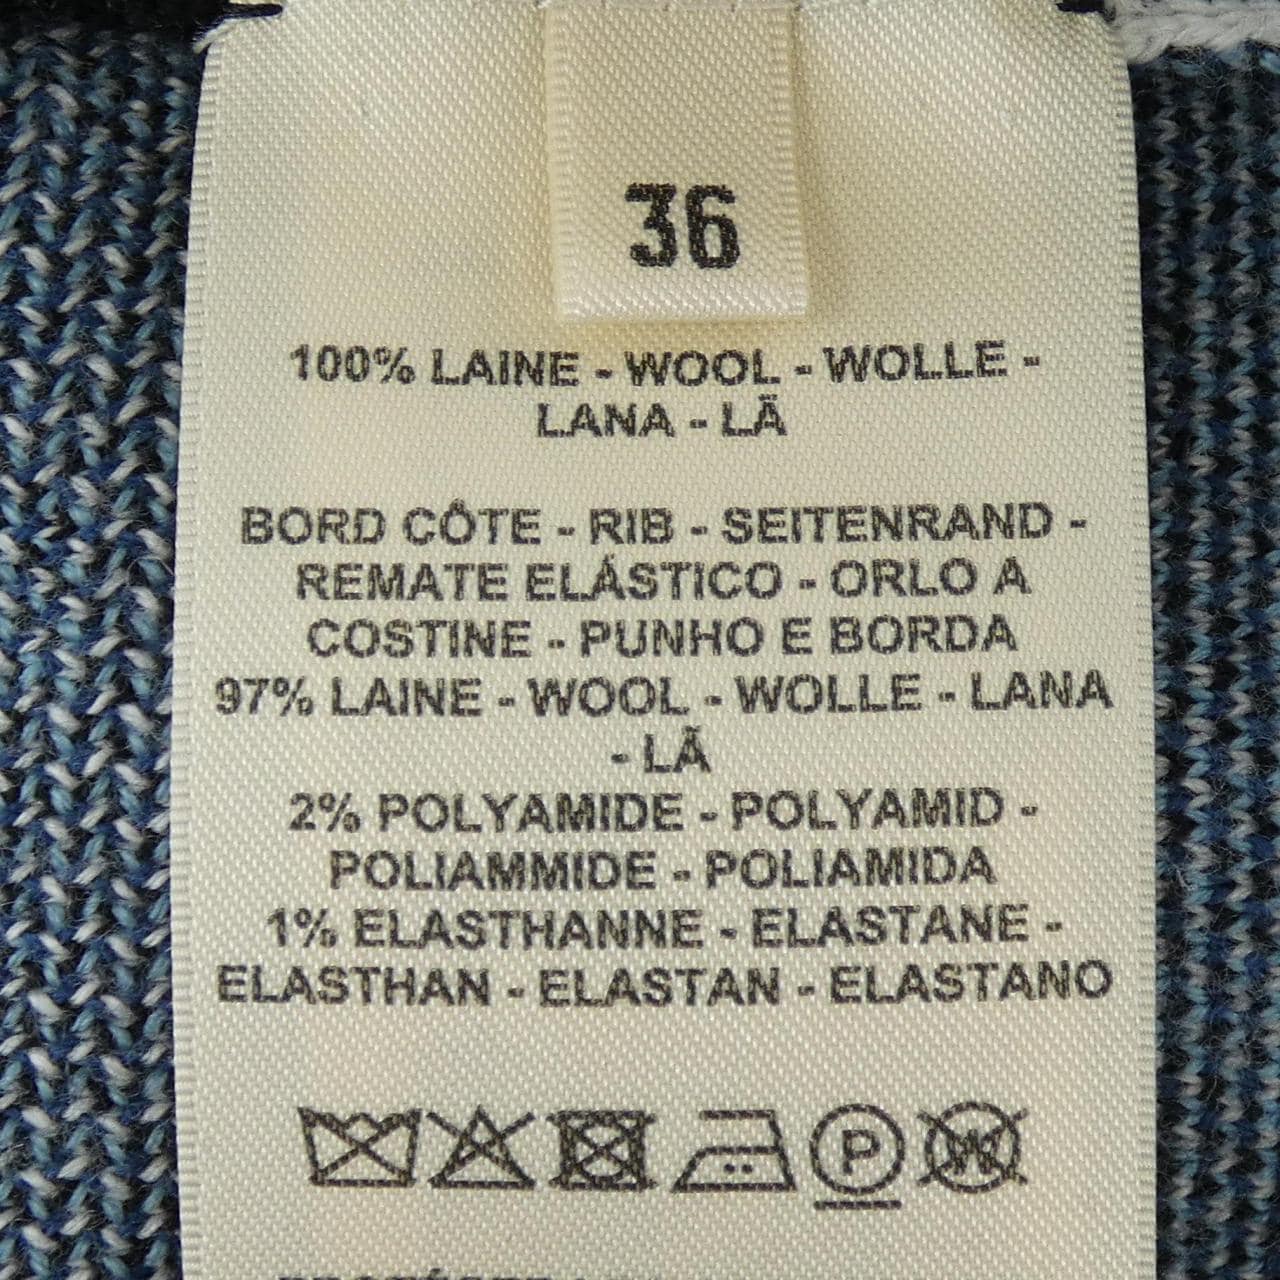 36
100% LAINE - WOOL - WOLLE -
LANA - LÃ
BORD CÔTE - RIB - SEITENRAND -
REMATE ELÁSTICO - ORLO A
COSTINE - PUNHO E BORDA
97% LAINE - WOOL - WOLLE - LANA
- LÃ
2% POLYAMIDE - POLYAMID -
POLIAMMIDE - POLIAMIDA
1% ELASTHANNE - ELASTANE -
ELASTHAN - ELASTAN - ELASTANO
P W